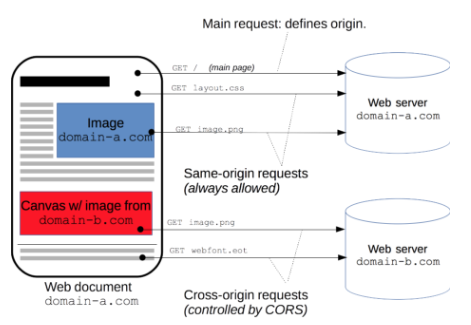 Main request: defines origin.
GET / (main page)
GET layout.css
Image
domain-a.com
GET image.png
Web server
domain-a.com
Same-origin requests
(always allowed)
Canvas w/ image from
domain-b.com
GET image.png
GET webfont.eot
Web server
domain-b.com
Web document
domain-a.com
Cross-origin requests
(controlled by CORS)